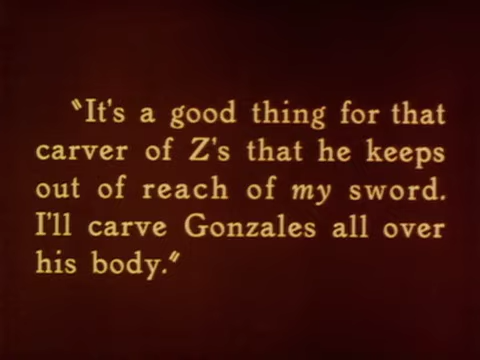 "It's a good thing for that
carver of Z's that he keeps
out of reach of my sword.
I'll carve Gonzales all over
his body."